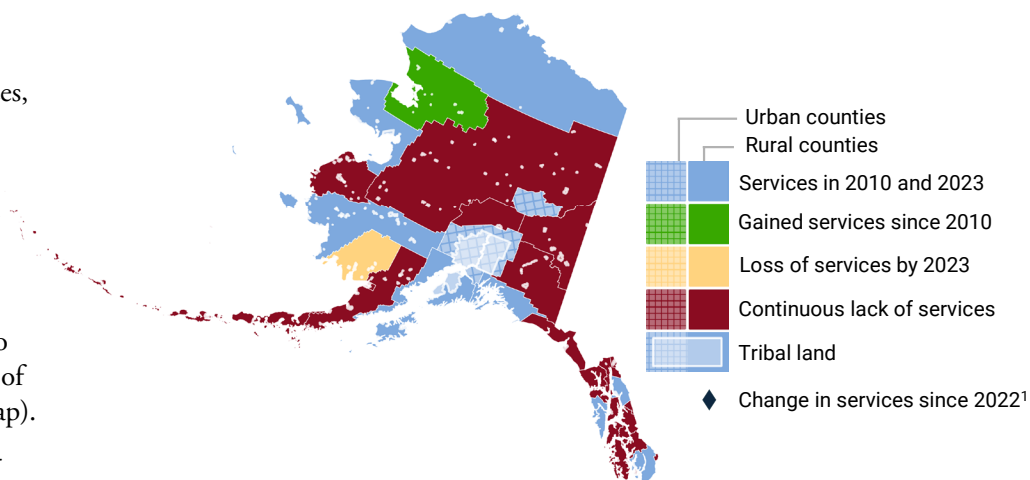 es,
o
of
ap).
Urban counties
Rural counties
Services in 2010 and 2023
Gained services since 2010
Loss of services by 2023
Continuous lack of services
Tribal land
Change in services since 2022¹